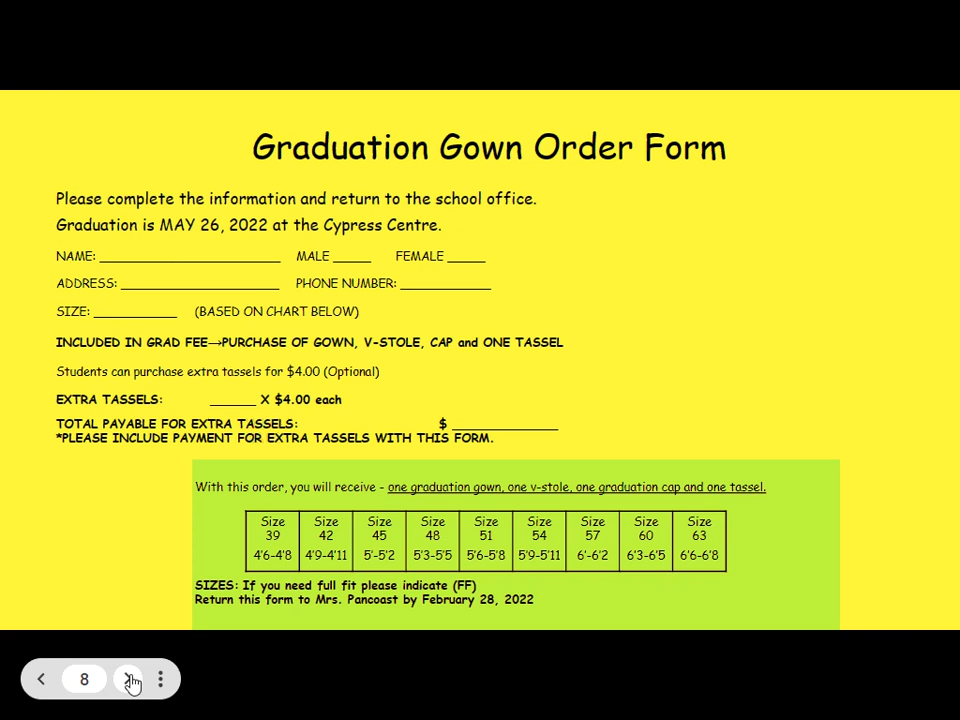 Graduation Gown Order Form
Please complete the information and return to the school office.
Graduation is MAY 26, 2022 at the Cypress Centre.
NAME: ________________________ MALE _____ FEMALE _____
ADDRESS: _____________________ PHONE NUMBER: ____________
SIZE: ___________ (BASED ON CHART BELOW)
INCLUDED IN GRAD FEE→PURCHASE OF GOWN, V-STOLE, CAP and ONE TASSEL
Students can purchase extra tassels for $4.00 (Optional)
EXTRA TASSELS: ______ X $4.00 each
TOTAL PAYABLE FOR EXTRA TASSELS: $ ______________
*PLEASE INCLUDE PAYMENT FOR EXTRA TASSELS WITH THIS FORM.
With this order, you will receive - one graduation gown, one v-stole, one graduation cap and one tassel.
Size Size Size Size Size Size Size Size Size
39 42 45 48 51 54 57 60 63
4'6-4'8 4'9-4'11 5'-5'2 5'3-5'5 5'6-5'8 5'9-5'11 6'-6'2 6'3-6'5 6'6-6'8
SIZES: If you need full fit please indicate (FF)
Return this form to Mrs. Pancoast by February 28, 2022
8